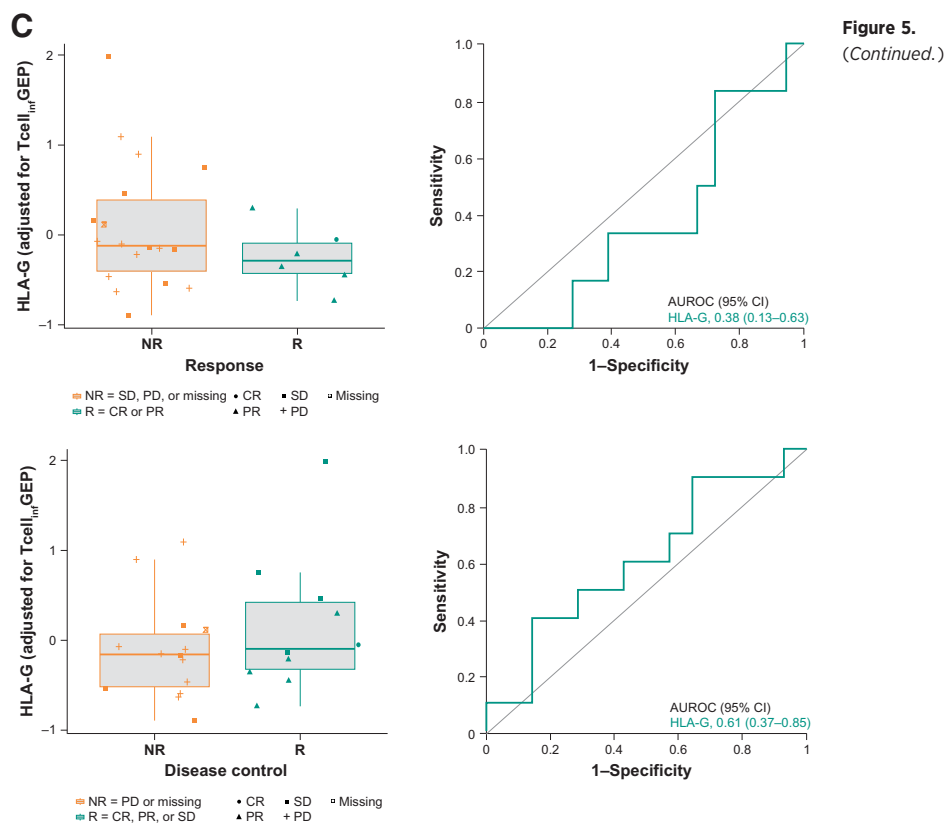 C
Figure 5.
(Continued.)
HLA-G (adjusted for Tcell_inf_GEP)
2
1
0
–1
NR
R
Response
NR = SD, PD, or missing
R = CR or PR
CR
SD
Missing
PR
PD
Sensitivity
1.0
0.8
0.6
0.4
0.2
0
0
0.2
0.4
0.6
0.8
1
1–Specificity
AUROC (95% CI)
HLA-G, 0.38 (0.13–0.63)
HLA-G (adjusted for Tcell_inf_GEP)
2
1
0
–1
NR
R
Disease control
NR = PD or missing
R = CR, PR, or SD
CR
SD
Missing
PR
PD
Sensitivity
1.0
0.8
0.6
0.4
0.2
0
0
0.2
0.4
0.6
0.8
1
1–Specificity
AUROC (95% CI)
HLA-G, 0.61 (0.37–0.85)